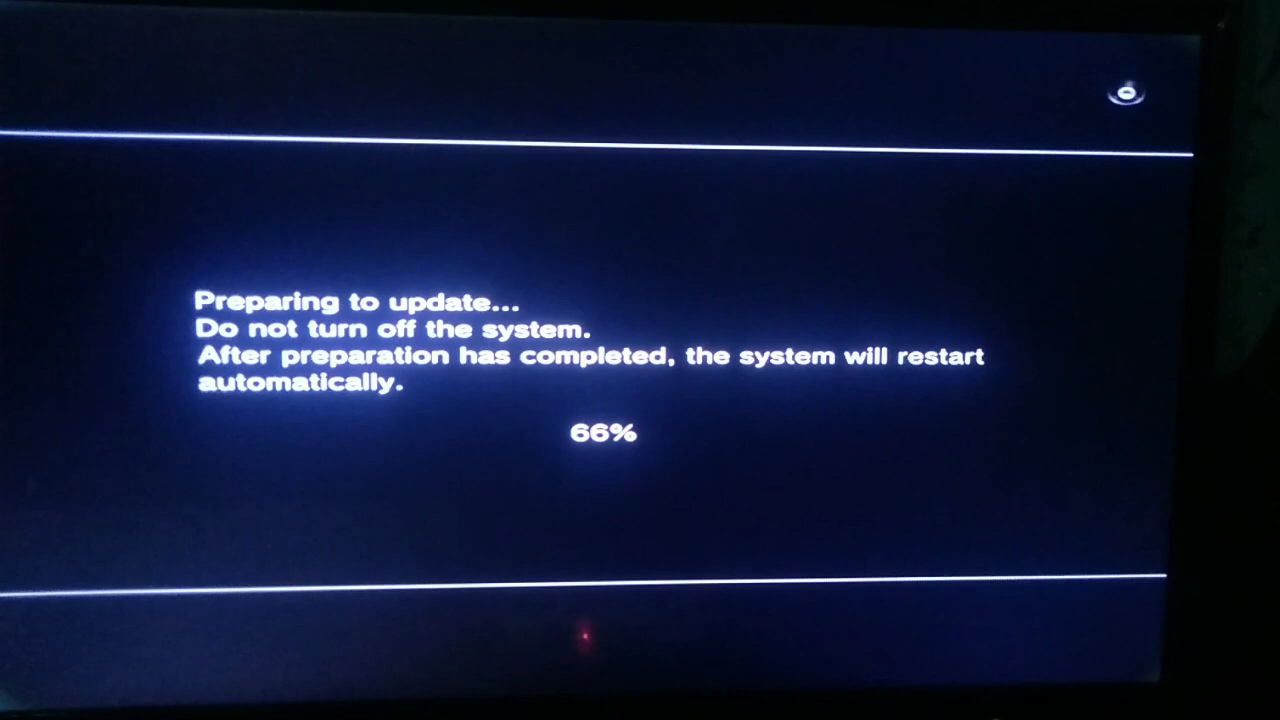 Preparing to update...
Do not turn off the system.
After preparation has completed, the system will restart
automatically.
66%